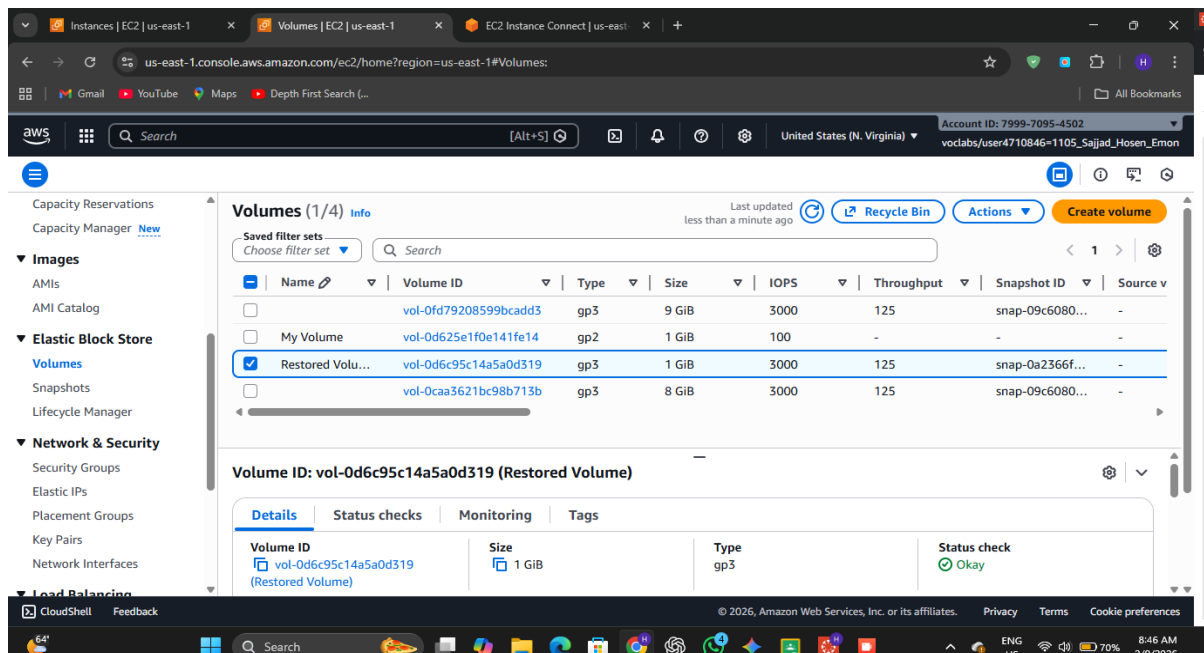 Instances | EC2 | us-east-1
Volumes | EC2 | us-east-1
EC2 Instance Connect | us-east-
us-east-1.console.aws.amazon.com/ec2/home?region=us-east-1#Volumes:
H
Gmail
YouTube
Maps
Depth First Search (...
All Bookmarks
aws
Search
[Alt+S]
United States (N. Virginia)
Account ID: 7999-7095-4502
voclabs/user4710846=1105_Sajjad_Hosen_Emon
Capacity Reservations
Capacity Manager New
Images
AMIs
AMI Catalog
Elastic Block Store
Volumes
Snapshots
Lifecycle Manager
Network & Security
Security Groups
Elastic IPs
Placement Groups
Key Pairs
Network Interfaces
Load Balancing
Volumes (1/4) Info
Last updated
less than a minute ago
Recycle Bin
Actions
Create volume
Saved filter sets
Choose filter set
Search
1
Name Volume ID Type Size IOPS Throughput Snapshot ID Source v
vol-0fd79208599bcadd3 gp3 9 GiB 3000 125 snap-09c6080... -
My Volume vol-0d625e1f0e141fe14 gp2 1 GiB 100 - - -
Restored Volu... vol-0d6c95c14a5a0d319 gp3 1 GiB 3000 125 snap-0a2366f... -
vol-0caa3621bc98b713b gp3 8 GiB 3000 125 snap-09c6080... -
Volume ID: vol-0d6c95c14a5a0d319 (Restored Volume)
Details Status checks Monitoring Tags
Volume ID
vol-0d6c95c14a5a0d319
(Restored Volume)
Size
1 GiB
Type
gp3
Status check
Okay
CloudShell Feedback
© 2026, Amazon Web Services, Inc. or its affiliates. Privacy Terms Cookie preferences
64°
Search
H
4
H
ENG
70%
8:46 AM